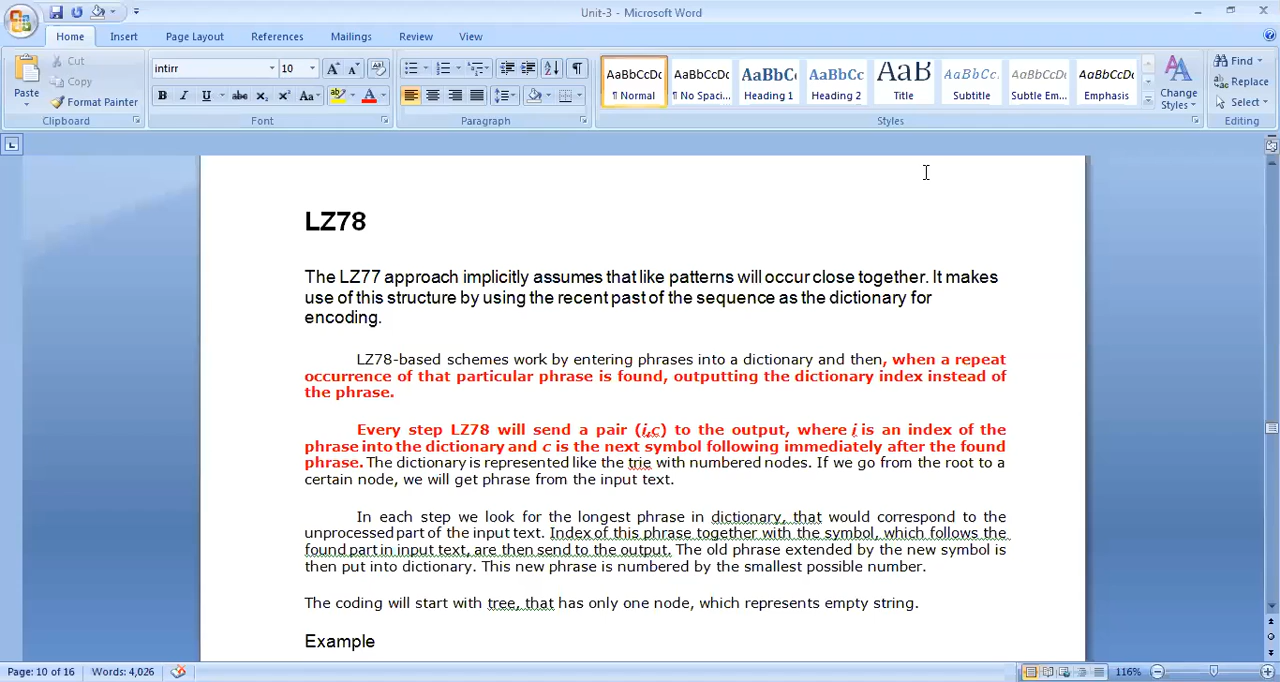 Unit-3 - Microsoft Word
Home Insert Page Layout References Mailings Review View
Paste
Cut
Copy
Format Painter
Clipboard
intirr 10
Font
Paragraph
AaBbCcDc AaBbCcDc AaBbC AaBbCc AaB AaBbCc. AaBbCcDc AaBbCcDc
¶ Normal ¶ No Spaci... Heading 1 Heading 2 Title Subtitle Subtle Em... Emphasis
Change Styles
Styles
Find
Replace
Select
Editing
LZ78
The LZ77 approach implicitly assumes that like patterns will occur close together. It makes
use of this structure by using the recent past of the sequence as the dictionary for
encoding.
LZ78-based schemes work by entering phrases into a dictionary and then, when a repeat
occurrence of that particular phrase is found, outputting the dictionary index instead of
the phrase.
Every step LZ78 will send a pair (i,c) to the output, where i is an index of the
phrase into the dictionary and c is the next symbol following immediately after the found
phrase. The dictionary is represented like the trie with numbered nodes. If we go from the root to a
certain node, we will get phrase from the input text.
In each step we look for the longest phrase in dictionary, that would correspond to the
unprocessed part of the input text. Index of this phrase together with the symbol, which follows the
found part in input text, are then send to the output. The old phrase extended by the new symbol is
then put into dictionary. This new phrase is numbered by the smallest possible number.
The coding will start with tree, that has only one node, which represents empty string.
Example
Page: 10 of 16 Words: 4,026 116%